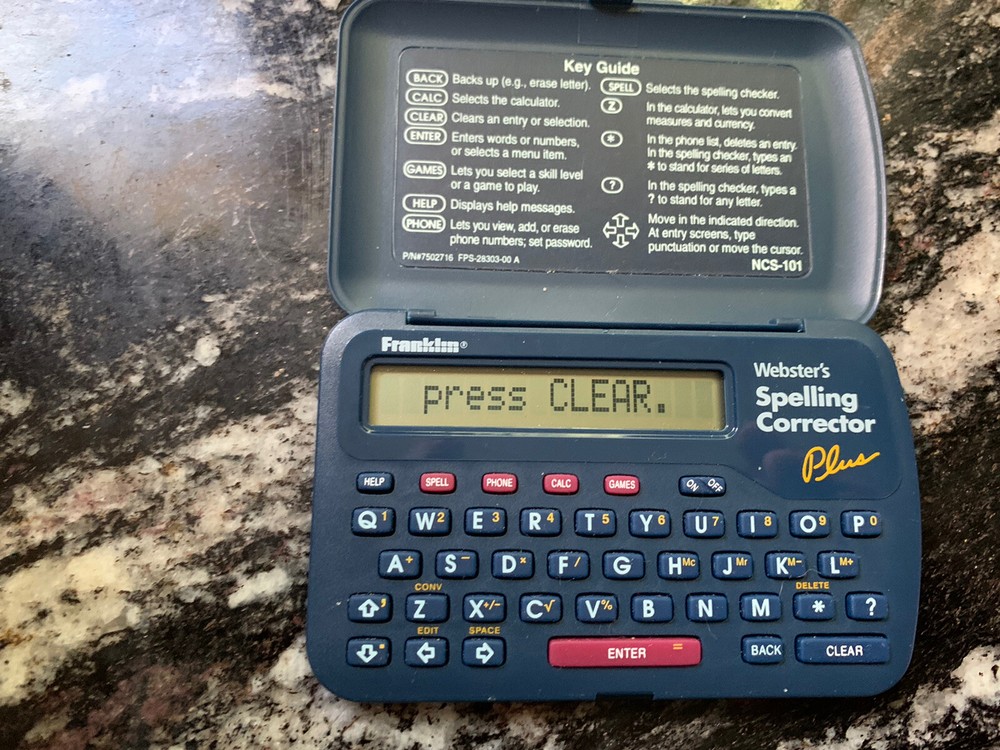 Key Guide
BACK Backs up (e.g., erase letter).
CALC Selects the calculator.
CLEAR Clears an entry or selection.
ENTER Enters words or numbers,
or selects a menu item.
GAMES Lets you select a skill level
or a game to play.
HELP Displays help messages.
PHONE Lets you view, add, or erase
phone numbers; set password.
P/N#7502716 FPS-28303-00 A
SPELL Selects the spelling checker.
Z In the calculator, lets you convert
measures and currency.
* In the phone list, deletes an entry.
In the spelling checker, types an
* to stand for series of letters.
? In the spelling checker, types a
? to stand for any letter.
Move in the indicated direction.
At entry screens, type
punctuation or move the cursor.
NCS-101
Franklin®
press CLEAR.
Webster's
Spelling
Corrector
Plus
HELP SPELL PHONE CALC GAMES ON OFF
Q1 W2 E3 R4 T5 Y6 U7 I8 O9 P0
A+ S− D× F/ G HMc JMr KM− LM+
CONV DELETE
, Z X+/− C√ V% B N M * ?
EDIT SPACE
. ENTER = BACK CLEAR